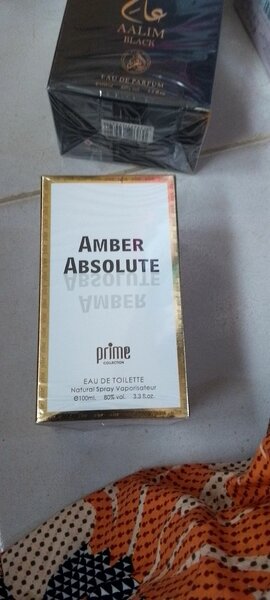 عالم
AALIM
BLACK
EAU DE PARFUM
AMBER
ABSOLUTE
prime
COLLECTION
EAU DE TOILETTE
Natural Spray Vaporisateur
℮100ml. 80% vol. 3.3 fl.oz.